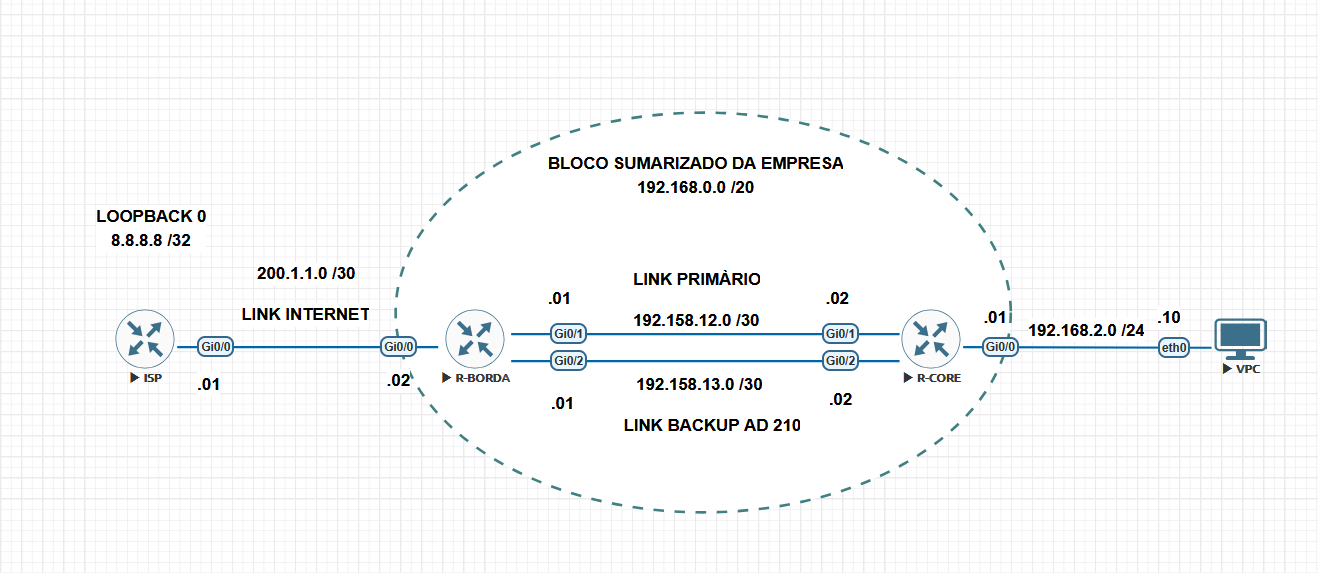 BLOCO SUMARIZADO DA EMPRESA
192.168.0.0 /20
LOOPBACK 0
8.8.8.8 /32
200.1.1.0 /30
LINK INTERNET
LINK PRIMÀRIO
.01
.02
192.158.12.0 /30
Gi0/1
Gi0/1
.01
192.168.2.0 /24
.10
Gi0/0
Gi0/0
Gi0/2
Gi0/2
Gi0/0
eth0
ISP
.01
.02
R-BORDA
192.158.13.0 /30
R-CORE
VPC
.01
.02
LINK BACKUP AD 210